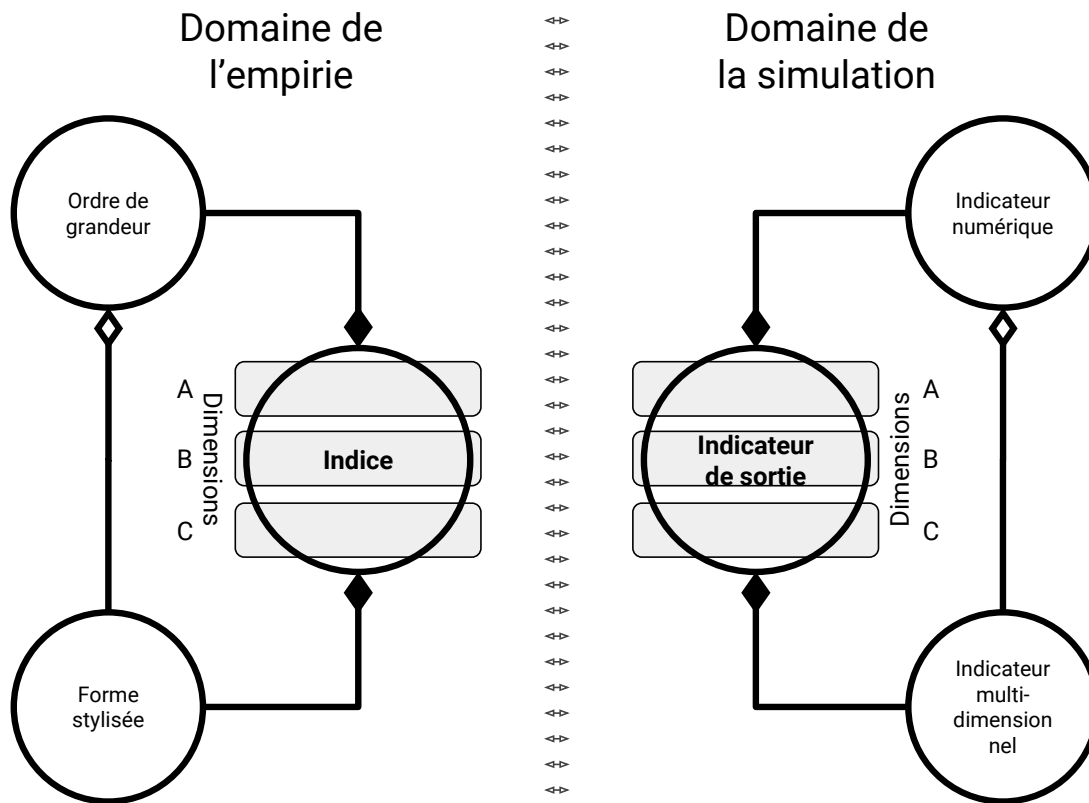 Domaine de
l'empirie
Ordre de
grandeur
A
B
C
Dimensions
Indice
Forme
stylisée
Domaine de
la simulation
Indicateur
numérique
Indicateur
de sortie
Dimensions
A
B
C
Indicateur
multi-
dimension
nel